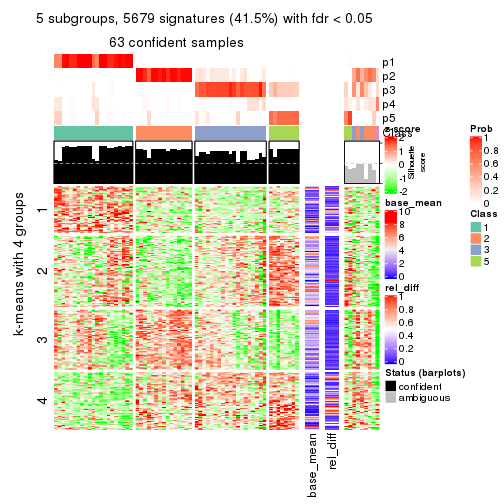 5 subgroups, 5679 signatures (41.5%) with fdr < 0.05
63 confident samples
p1
p2
p3
p4
p5
Class
z-score
2
1
0
-1
-2
Silhouette
score
k-means with 4 groups
1
2
3
4
base_mean
rel_diff
base_mean
10
8
6
4
2
0
rel_diff
1
0.8
0.6
0.4
0.2
0
Status (barplots)
confident
ambiguous
Prob
1
0.8
0.6
0.4
0.2
0
Class
1
2
3
5